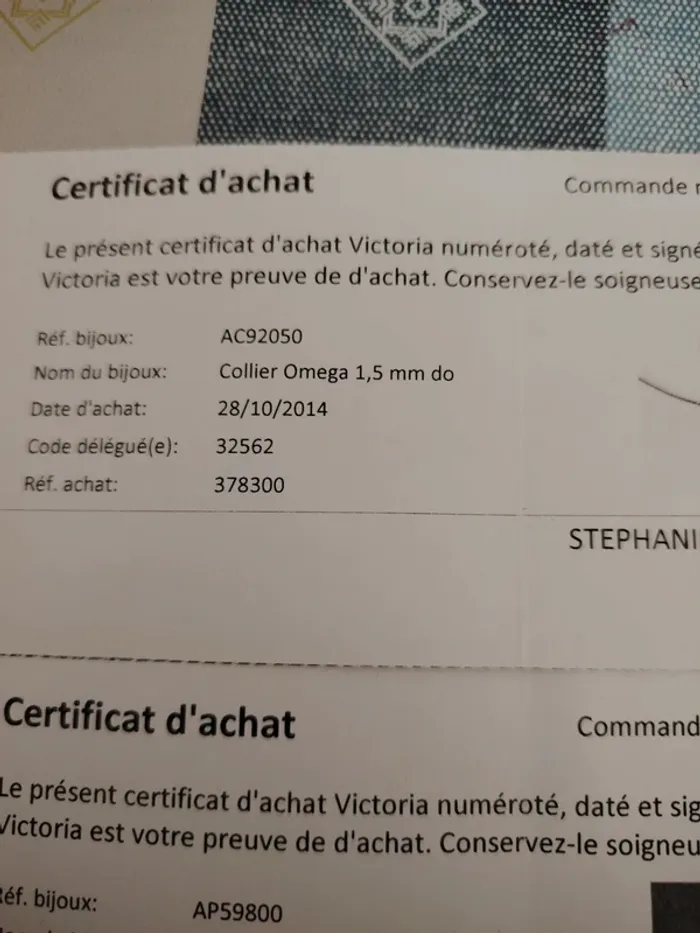 Certificat d'achat
Commande
Le présent certificat d'achat Victoria numéroté, daté et signé
Victoria est votre preuve de d'achat. Conservez-le soigneuse
Réf. bijoux: AC92050
Nom du bijoux: Collier Omega 1,5 mm do
Date d'achat: 28/10/2014
Code délégué(e): 32562
Réf. achat: 378300
STEPHANI
Certificat d'achat
Command
Le présent certificat d'achat Victoria numéroté, daté et sig
Victoria est votre preuve de d'achat. Conservez-le soigneu
Réf. bijoux: AP59800